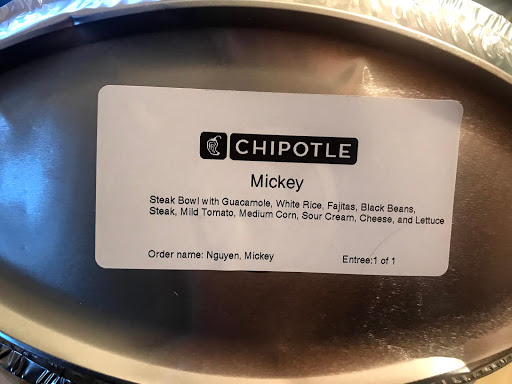 CHIPOTLE
Mickey
Steak Bowl with Guacamole, White Rice, Fajitas, Black Beans,
Steak, Mild Tomato, Medium Corn, Sour Cream, Cheese, and Lettuce
Order name: Nguyen, Mickey Entree:1 of 1